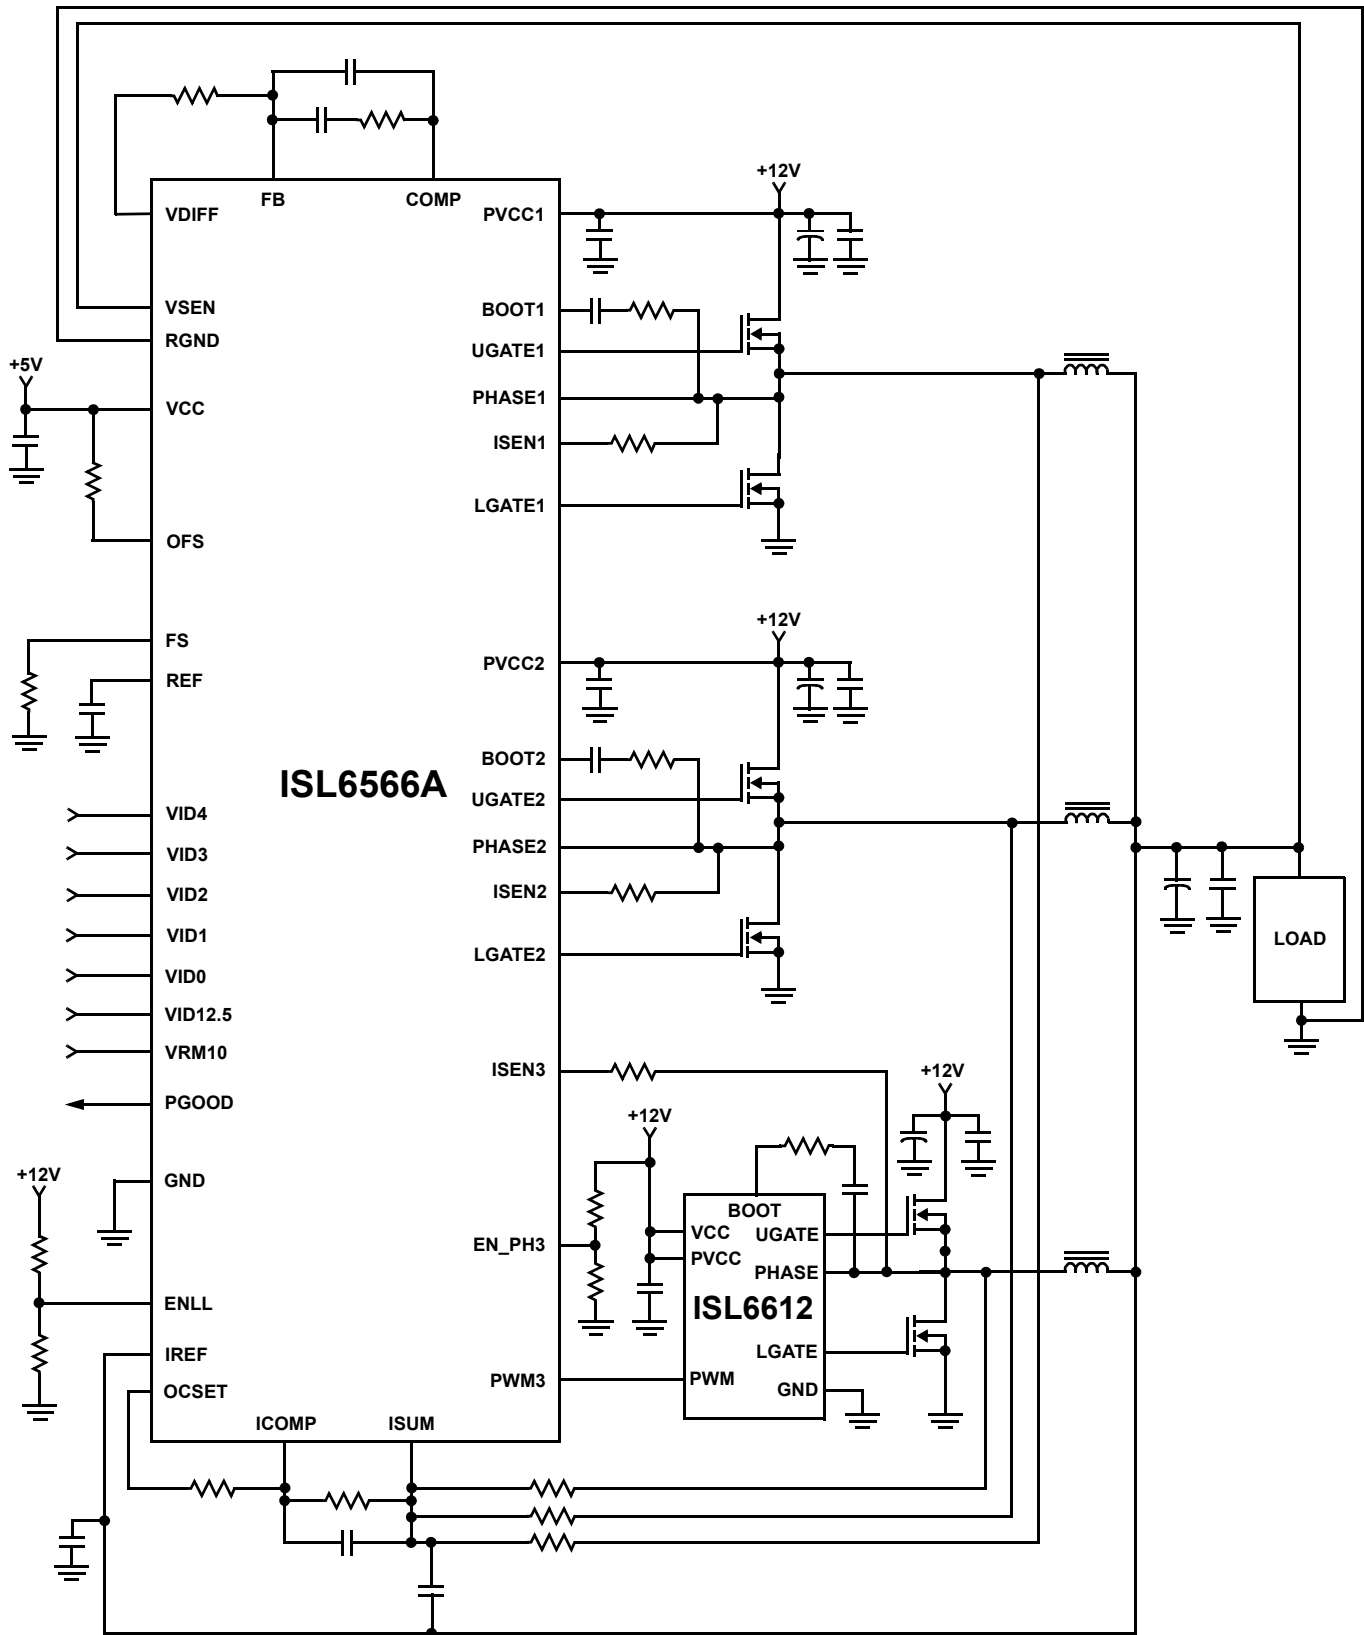 FB
COMP
VDIFF
PVCC1
+12V
VSEN
BOOT1
RGND
UGATE1
+5V
VCC
PHASE1
ISEN1
LGATE1
OFS
+12V
FS
PVCC2
REF
BOOT2
ISL6566A
UGATE2
VID4
PHASE2
VID3
ISEN2
VID2
VID1
LGATE2
LOAD
VID0
VID12.5
VRM10
ISEN3
+12V
PGOOD
+12V
+12V
GND
BOOT
VCC
UGATE
EN_PH3
PVCC
PHASE
ENLL
ISL6612
IREF
LGATE
OCSET
PWM3
PWM
GND
ICOMP
ISUM